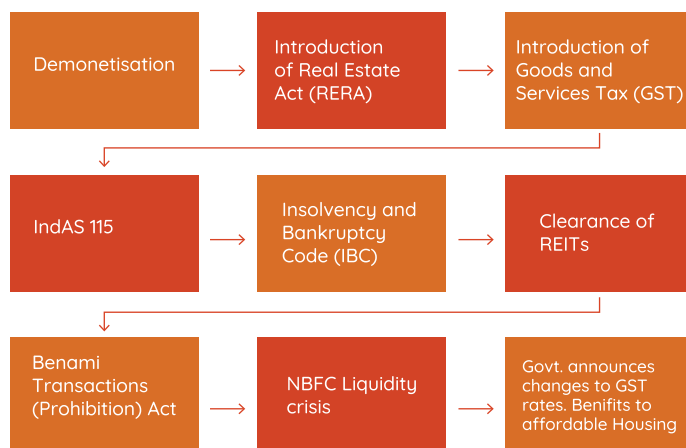 Demonetisation
Introduction
of Real Estate
Act (RERA)
Introduction of
Goods and
Services Tax (GST)
IndAS 115
Insolvency and
Bankruptcy
Code (IBC)
Clearance of
REITs
Benami
Transactions
(Prohibition) Act
NBFC Liquidity
crisis
Govt. announces
changes to GST
rates. Benifits to
affordable Housing